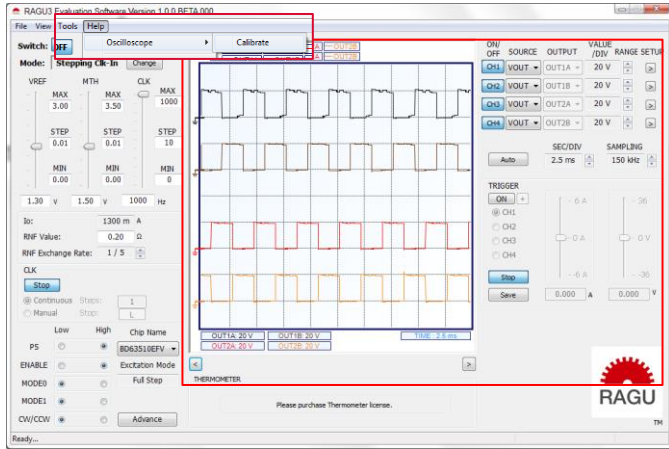 RAGU3 Evaluation Software Version 1.0.0 BETA 000
File View Tools Help
Oscilloscope
Calibrate
Switch: OFF
Mode: Stepping Clk-In Change
VREF MTH CLK
MAX MAX MAX
3.00 3.50 1000
STEP STEP STEP
0.01 0.01 10
MIN MIN MIN
0.00 0.00 0
1.30 V 1.50 V 1000 Hz
Io: 1300 m A
RNF Value: 0.20 Ω
RNF Exchange Rate: 1 / 5
CLK
Stop
Continuous Steps: 1
Manual Stop: L
Low High Chip Name
PS BD63510EFV
ENABLE Excitation Mode
MODE0 Full Step
MODE1
CW/CCW Advance
Ready...
OUT2B
OUT1A: 20 V OUT1B: 20 V TIME : 2.5 ms
OUT2A: 20 V OUT2B: 20 V
< >
THERMOMETER
Please purchase Thermometer license.
ON/OFF SOURCE OUTPUT VALUE/DIV RANGE SETUP
CH1 VOUT OUT1A 20 V >
CH2 VOUT OUT1B 20 V >
CH3 VOUT OUT2A 20 V >
CH4 VOUT OUT2B 20 V >
SEC/DIV SAMPLING
Auto 2.5 ms 150 kHz
TRIGGER
ON +
CH1
CH2
CH3
CH4
- 6 A - 36
- 0 A - 0 V
- -6 A - -36
Stop
Save 0.000 A 0.000 V
RAGU
TM